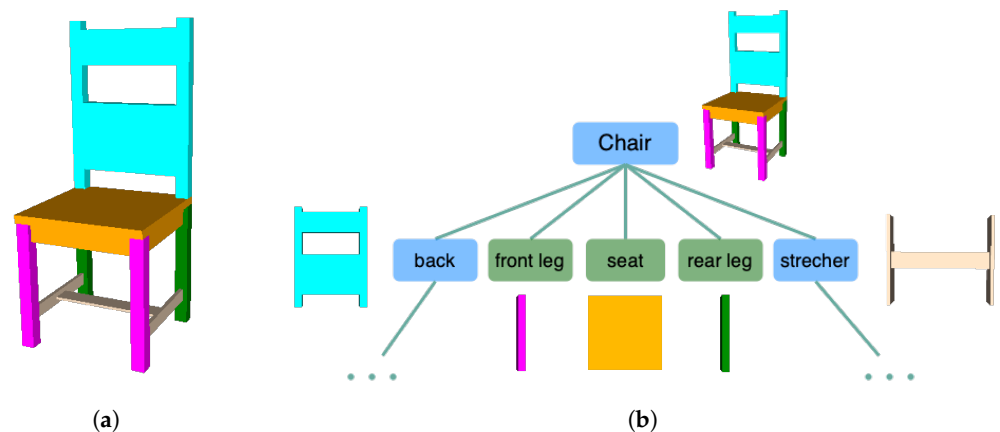 Chair
back
front leg
seat
rear leg
strecher
• • •
• • •
(a)
(b)